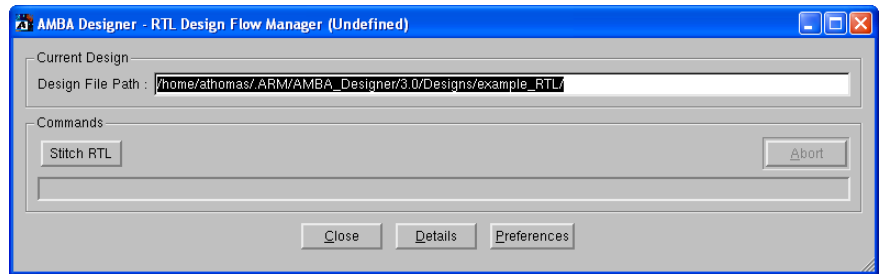 AMBA Designer - RTL Design Flow Manager (Undefined)
Current Design
Design File Path : /home/athomas/.ARM/AMBA_Designer/3.0/Designs/example_RTL/
Commands
Stitch RTL
Abort
Close Details Preferences